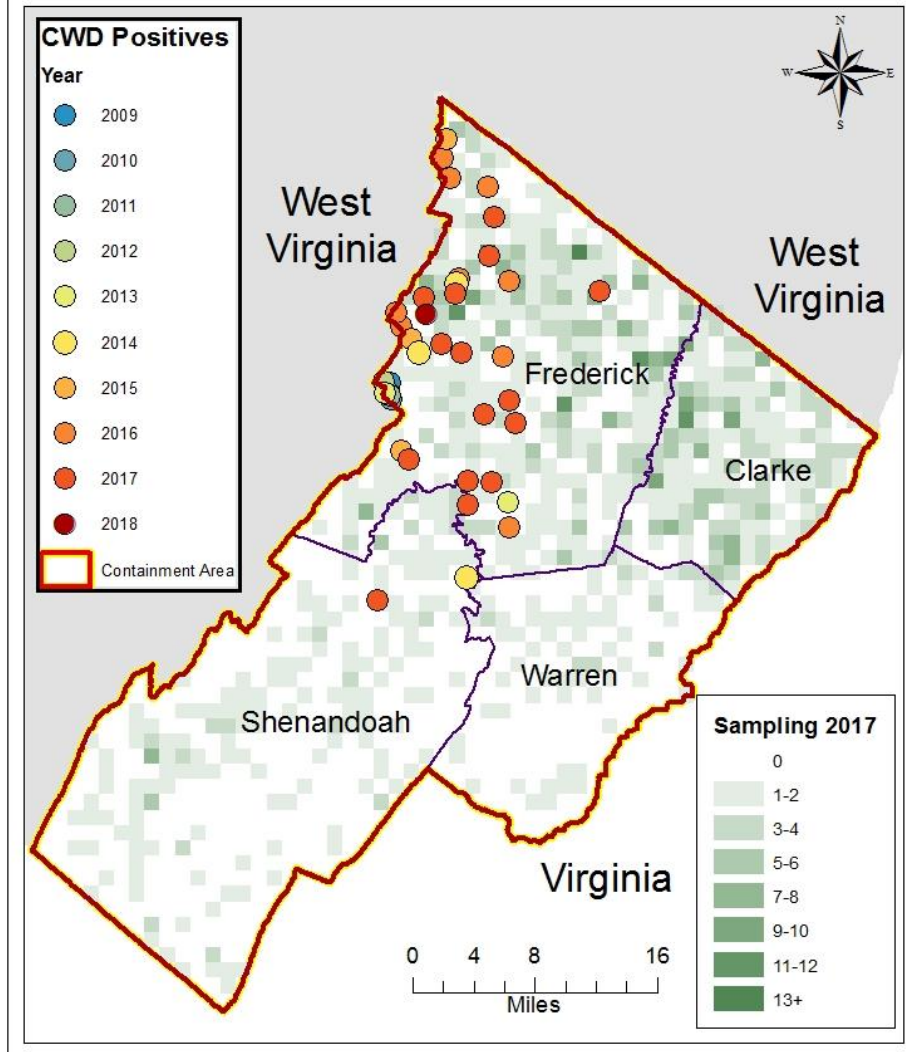 CWD Positives
Year
2009
2010
2011
2012
2013
2014
2015
2016
2017
2018
Containment Area
N
W
E
S
West
Virginia
West
Virginia
Frederick
Clarke
Warren
Shenandoah
Virginia
0 4 8 16
Miles
Sampling 2017
0
1-2
3-4
5-6
7-8
9-10
11-12
13+